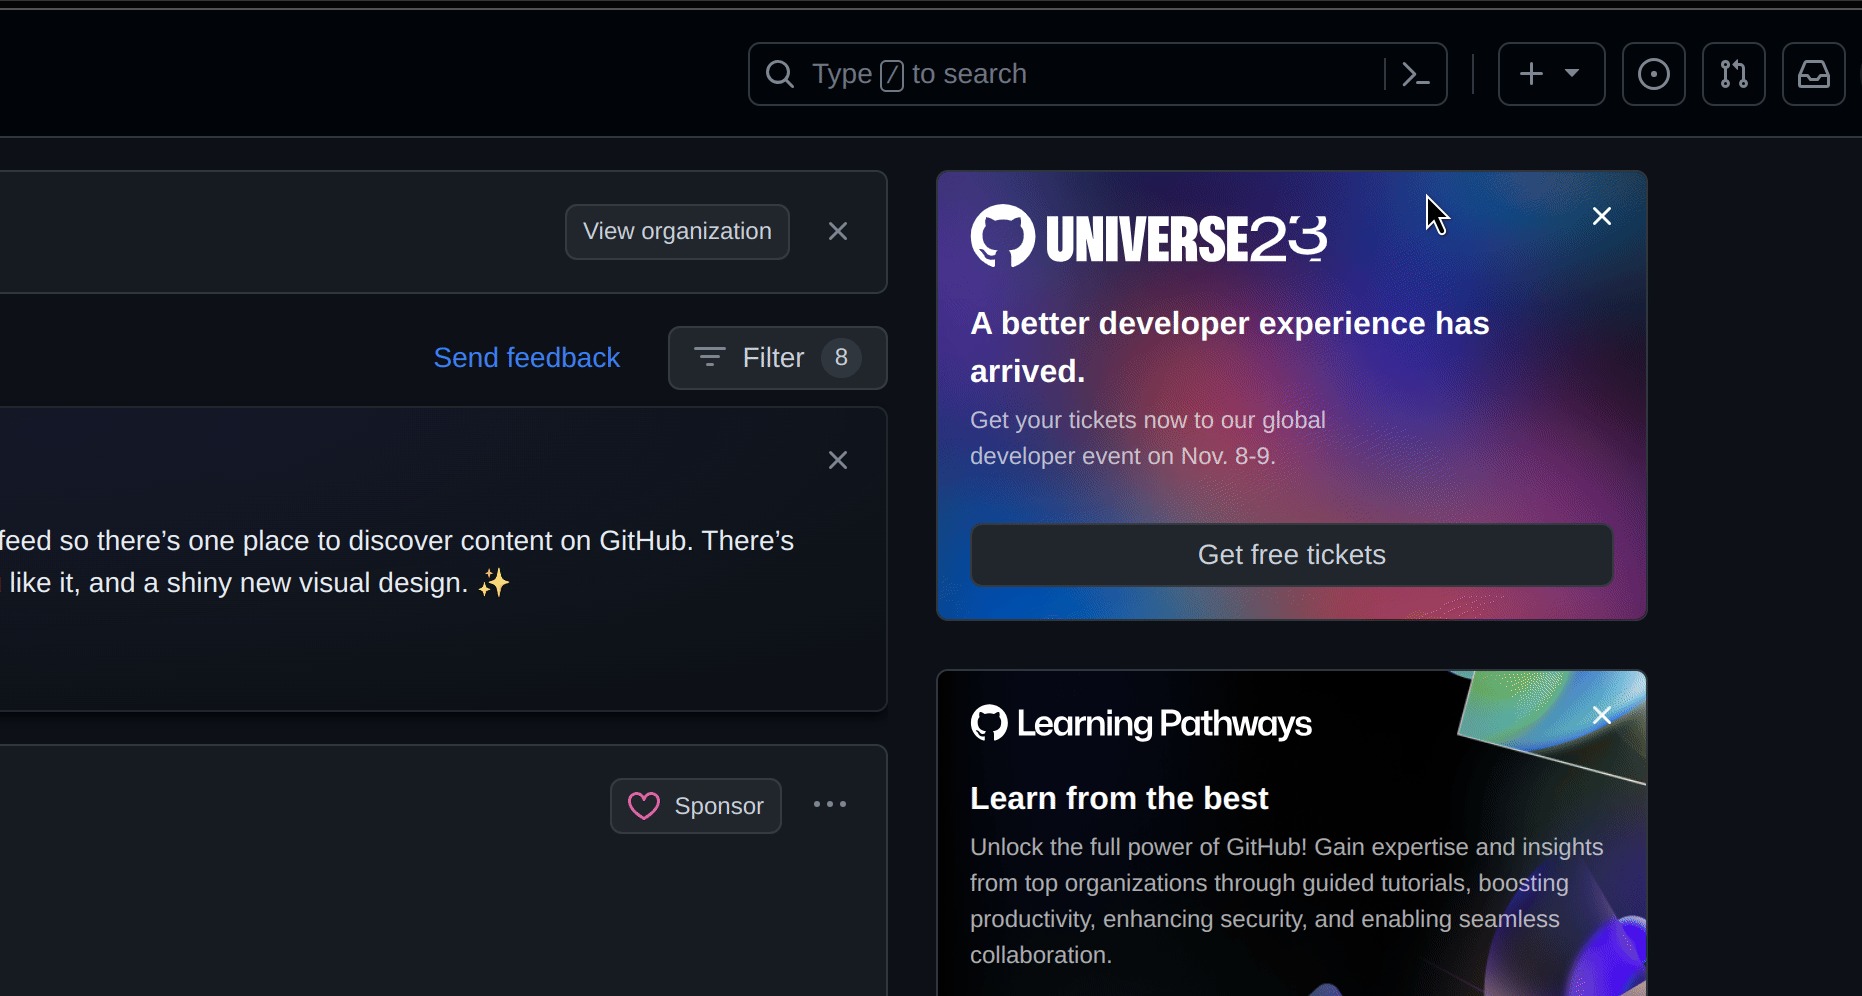 Type / to search
View organization
Send feedback
Filter 8
feed so there’s one place to discover content on GitHub. There’s
like it, and a shiny new visual design. ✨
Sponsor
UNIVERSE23
A better developer experience has
arrived.
Get your tickets now to our global
developer event on Nov. 8-9.
Get free tickets
Learning Pathways
Learn from the best
Unlock the full power of GitHub! Gain expertise and insights
from top organizations through guided tutorials, boosting
productivity, enhancing security, and enabling seamless
collaboration.